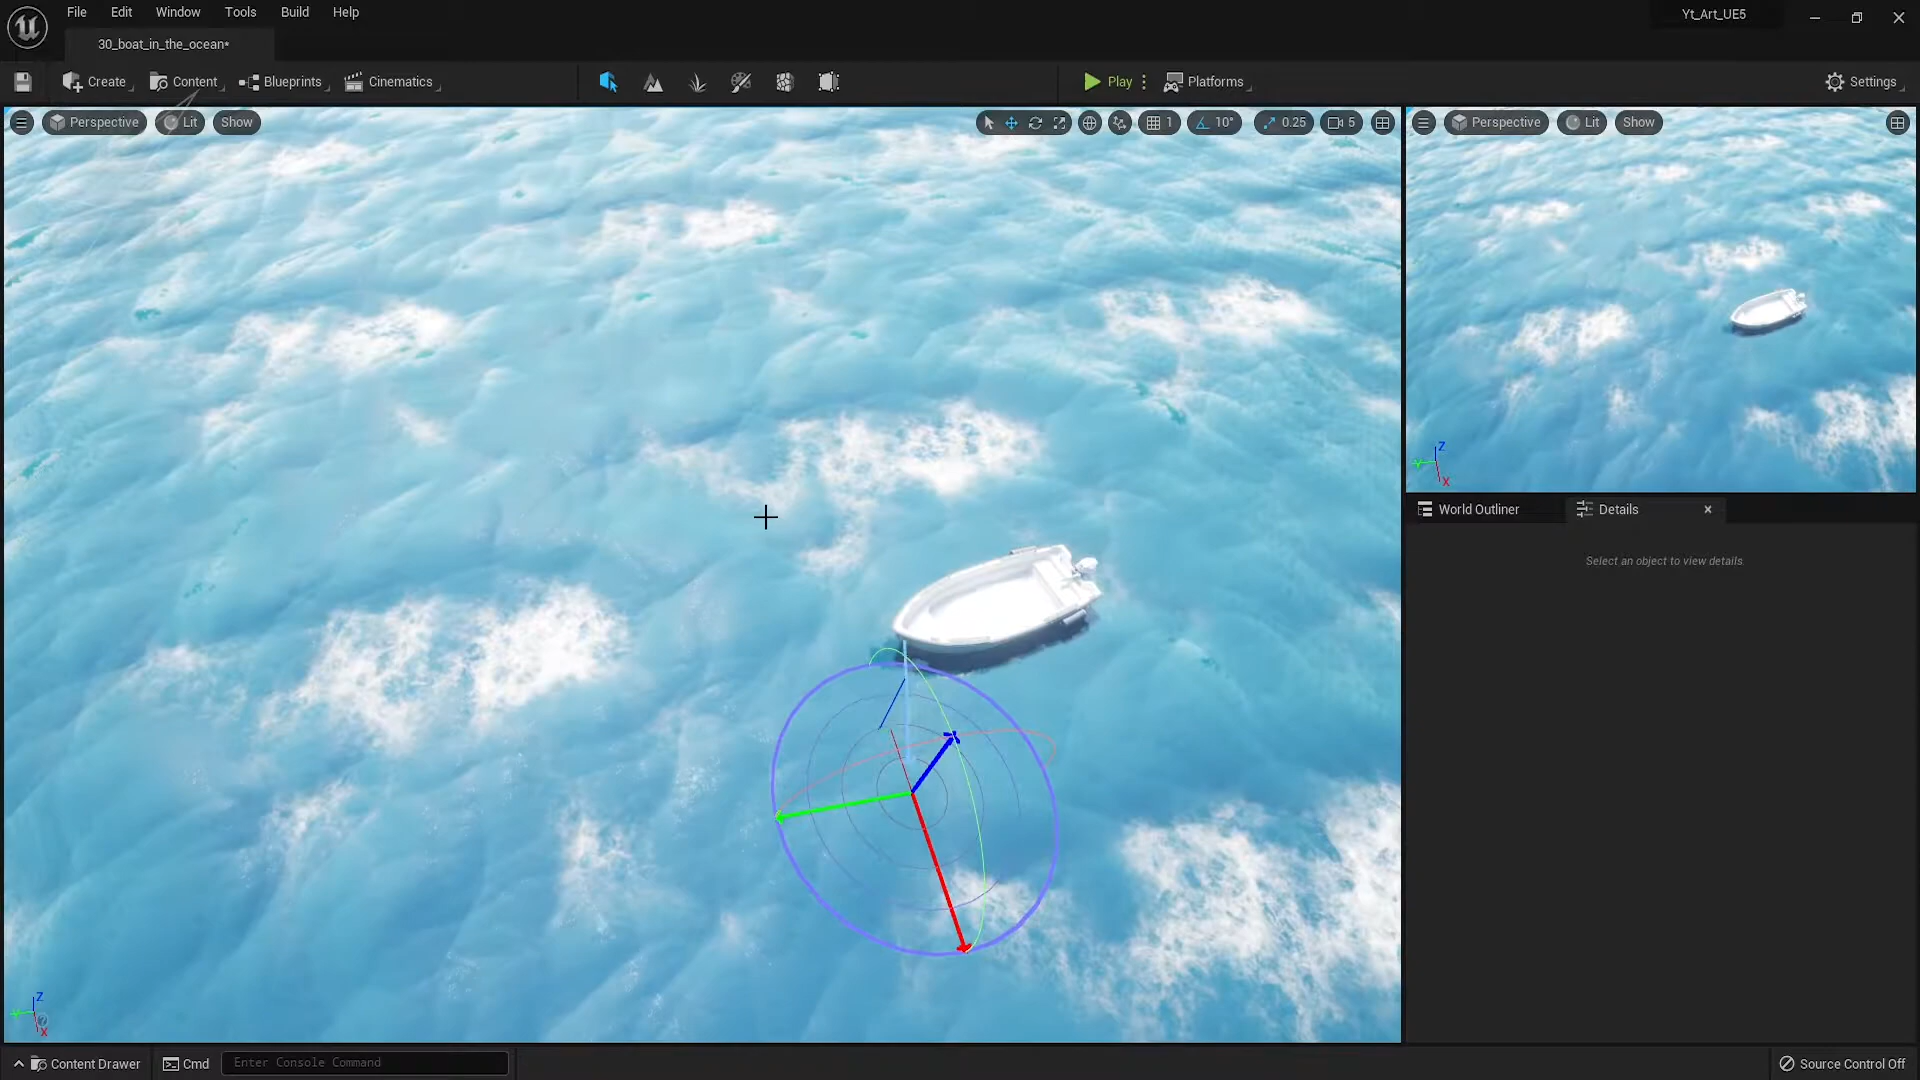 File Edit Window Tools Build Help
Yt_Art_UE5
30_boat_in_the_ocean*
Create Content Blueprints Cinematics Play Platforms Settings
Perspective Lit Show 1 10° 0.25 5
Perspective Lit Show
Z
Y
X
World Outliner Details
Select an object to view details.
Z
Y
X
Content Drawer Cmd Enter Console Command Source Control Off